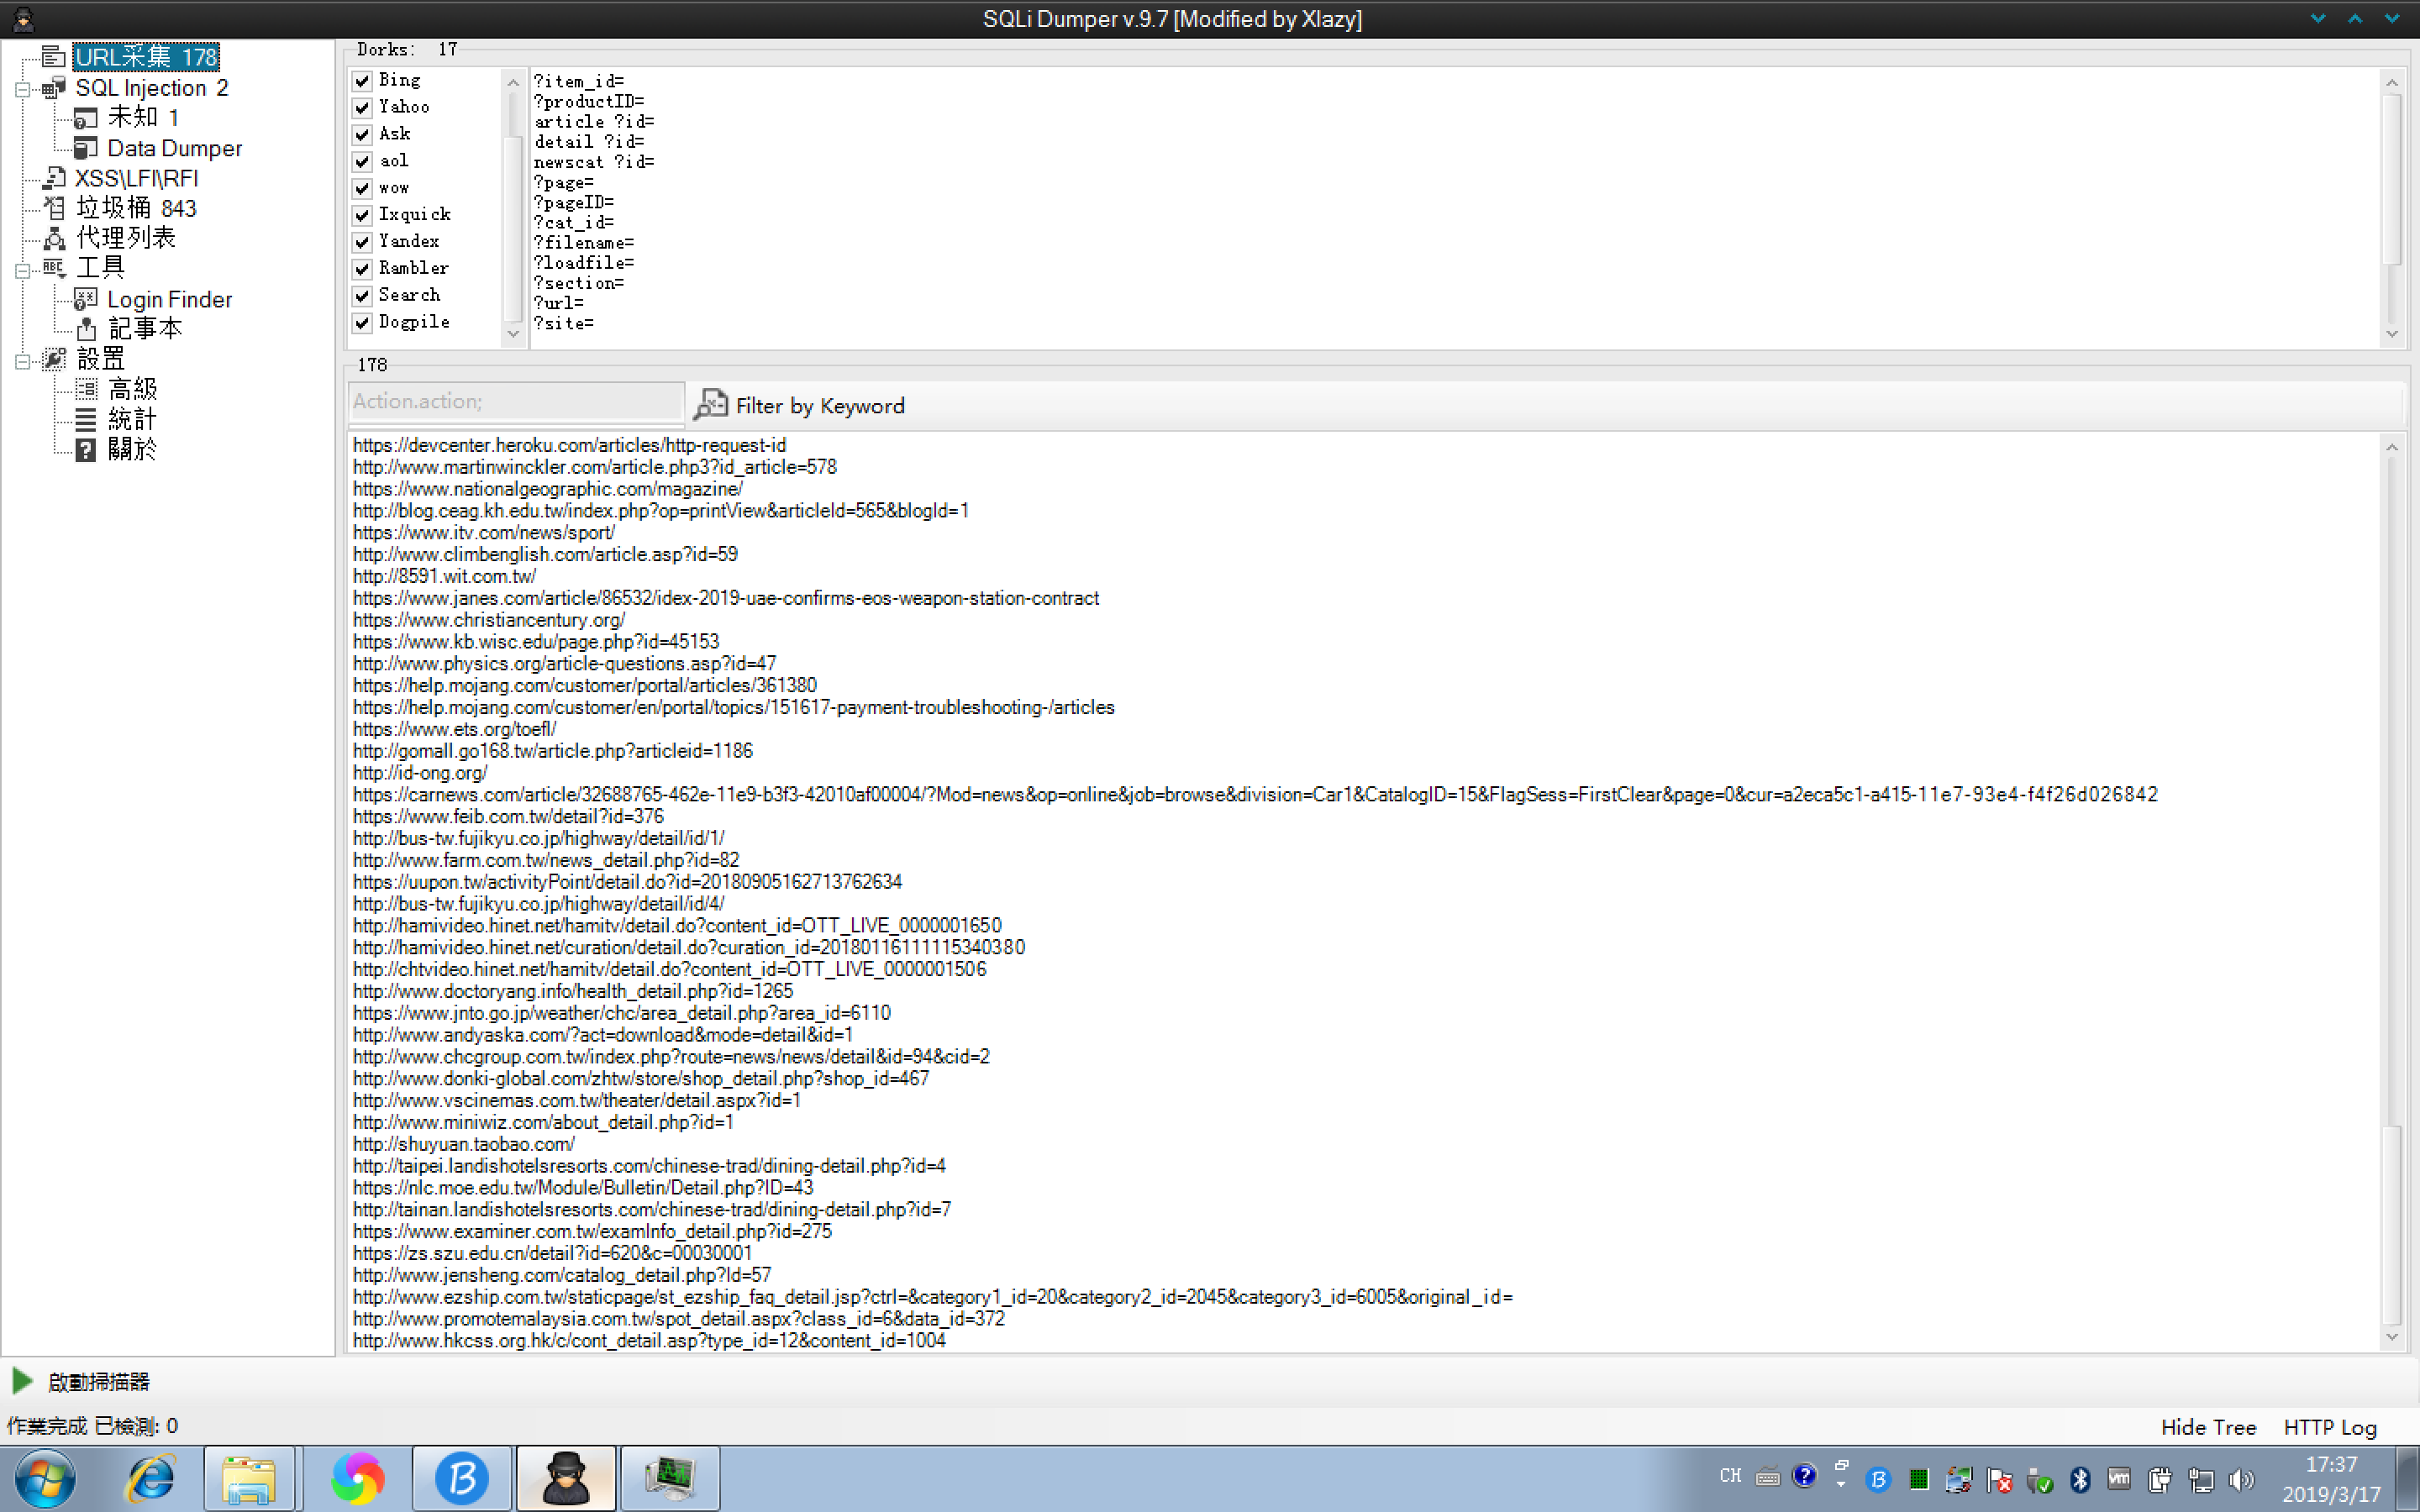 SQLi Dumper v.9.7 [Modified by Xlazy]
URL采集 178
SQL Injection 2
未知 1
Data Dumper
XSS\LFI\RFI
垃圾桶 843
代理列表
工具
Login Finder
記事本
設置
高級
統計
關於
Dorks: 17
Bing
Yahoo
Ask
aol
wow
Ixquick
Yandex
Rambler
Search
Dogpile
?item_id=
?productID=
article ?id=
detail ?id=
newscat ?id=
?page=
?pageID=
?cat_id=
?filename=
?loadfile=
?section=
?url=
?site=
178
Action.action;
Filter by Keyword
https://devcenter.heroku.com/articles/http-request-id
http://www.martinwinckler.com/article.php3?id_article=578
https://www.nationalgeographic.com/magazine/
http://blog.ceag.kh.edu.tw/index.php?op=printView&articleId=565&blogId=1
https://www.itv.com/news/sport/
http://www.climbenglish.com/article.asp?id=59
http://8591.wit.com.tw/
https://www.janes.com/article/86532/idex-2019-uae-confirms-eos-weapon-station-contract
https://www.christiancentury.org/
https://www.kb.wisc.edu/page.php?id=45153
http://www.physics.org/article-questions.asp?id=47
https://help.mojang.com/customer/portal/articles/361380
https://help.mojang.com/customer/en/portal/topics/151617-payment-troubleshooting-/articles
https://www.ets.org/toefl/
http://gomall.go168.tw/article.php?articleid=1186
http://id-ong.org/
https://carnews.com/article/32688765-462e-11e9-b3f3-42010af00004/?Mod=news&op=online&job=browse&division=Car1&CatalogID=15&FlagSess=FirstClear&page=0&cur=a2eca5c1-a415-11e7-93e4-f4f26d026842
https://www.feib.com.tw/detail?id=376
http://bus-tw.fujikyu.co.jp/highway/detail/id/1/
http://www.farm.com.tw/news_detail.php?id=82
https://uupon.tw/activityPoint/detail.do?id=20180905162713762634
http://bus-tw.fujikyu.co.jp/highway/detail/id/4/
http://hamivideo.hinet.net/hamitv/detail.do?content_id=OTT_LIVE_0000001650
http://hamivideo.hinet.net/curation/detail.do?curation_id=20180116111115340380
http://chtvideo.hinet.net/hamitv/detail.do?content_id=OTT_LIVE_0000001506
http://www.doctoryang.info/health_detail.php?id=1265
https://www.jnto.go.jp/weather/chc/area_detail.php?area_id=6110
http://www.andyaska.com/?act=download&mode=detail&id=1
http://www.chcgroup.com.tw/index.php?route=news/news/detail&id=94&cid=2
http://www.donki-global.com/zhtw/store/shop_detail.php?shop_id=467
http://www.vscinemas.com.tw/theater/detail.aspx?id=1
http://www.miniwiz.com/about_detail.php?id=1
http://shuyuan.taobao.com/
http://taipei.landishotelsresorts.com/chinese-trad/dining-detail.php?id=4
https://nlc.moe.edu.tw/Module/Bulletin/Detail.php?ID=43
http://tainan.landishotelsresorts.com/chinese-trad/dining-detail.php?id=7
https://www.examiner.com.tw/examInfo_detail.php?id=275
https://zs.szu.edu.cn/detail?id=620&c=00030001
http://www.jensheng.com/catalog_detail.php?Id=57
http://www.ezship.com.tw/staticpage/st_ezship_faq_detail.jsp?ctrl=&category1_id=20&category2_id=2045&category3_id=6005&original_id=
http://www.promotemalaysia.com.tw/spot_detail.aspx?class_id=6&data_id=372
http://www.hkcss.org.hk/c/cont_detail.asp?type_id=12&content_id=1004
啟動掃描器
作業完成 已檢測: 0
Hide Tree HTTP Log
CH
17:37
2019/3/17